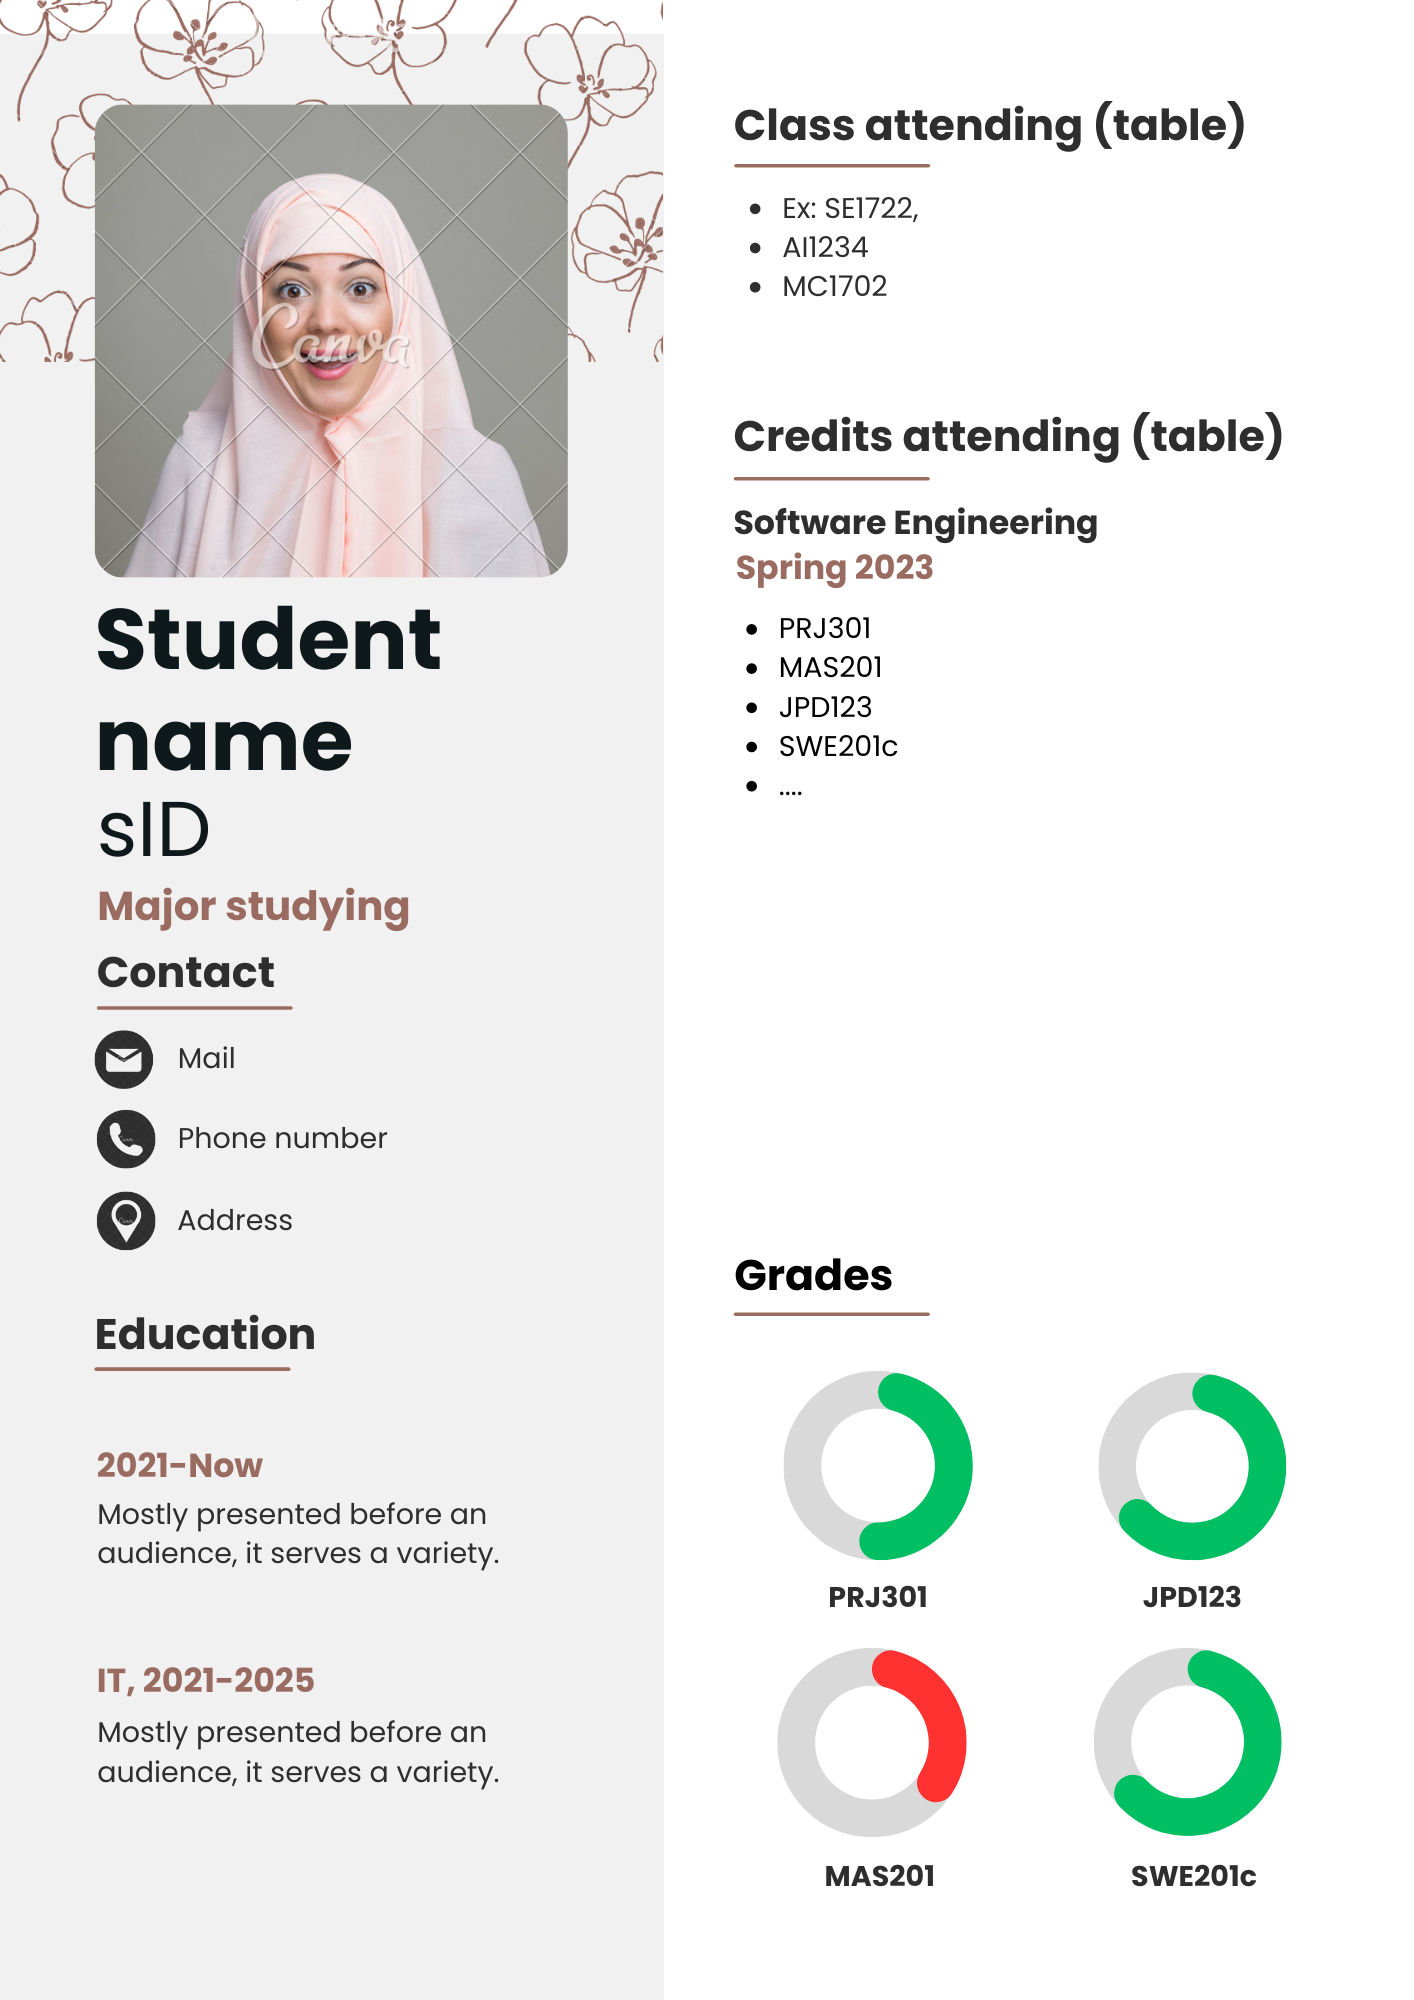 Canva
Student
name
sID
Major studying
Contact
Mail
Phone number
Address
Education
2021-Now
Mostly presented before an
audience, it serves a variety.
IT, 2021-2025
Mostly presented before an
audience, it serves a variety.
Class attending (table)
• Ex: SE1722,
• AI1234
• MC1702
Credits attending (table)
Software Engineering
Spring 2023
• PRJ301
• MAS201
• JPD123
• SWE201c
• ....
Grades
PRJ301
JPD123
MAS201
SWE201c